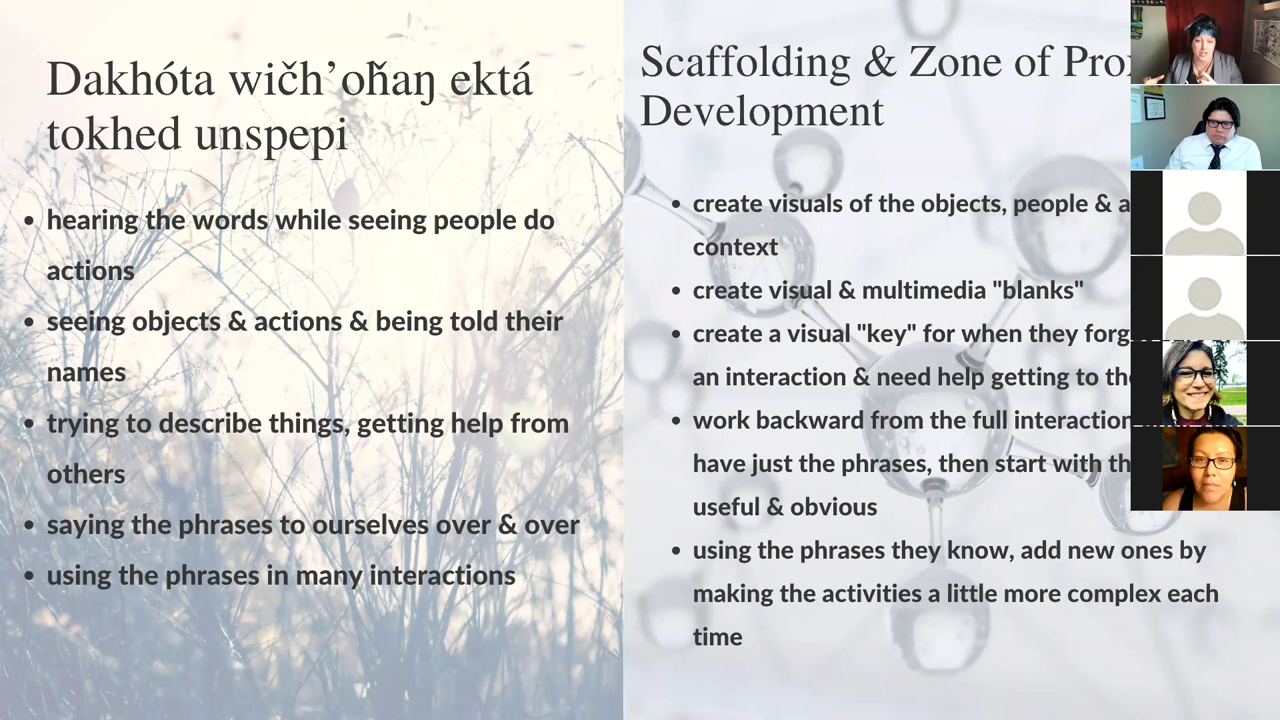 Dakhóta wičh’oȟaŋ ektá
tokhed unspepi
• hearing the words while seeing people do
actions
• seeing objects & actions & being told their
names
• trying to describe things, getting help from
others
• saying the phrases to ourselves over & over
• using the phrases in many interactions
Scaffolding & Zone of
Development
• create visuals of the objects, people &
context
• create visual & multimedia "blanks"
• create a visual "key" for when they
an interaction & need help getting to
• work backward from the full interaction
have just the phrases, then start with
useful & obvious
• using the phrases they know, add new ones by
making the activities a little more complex each
time